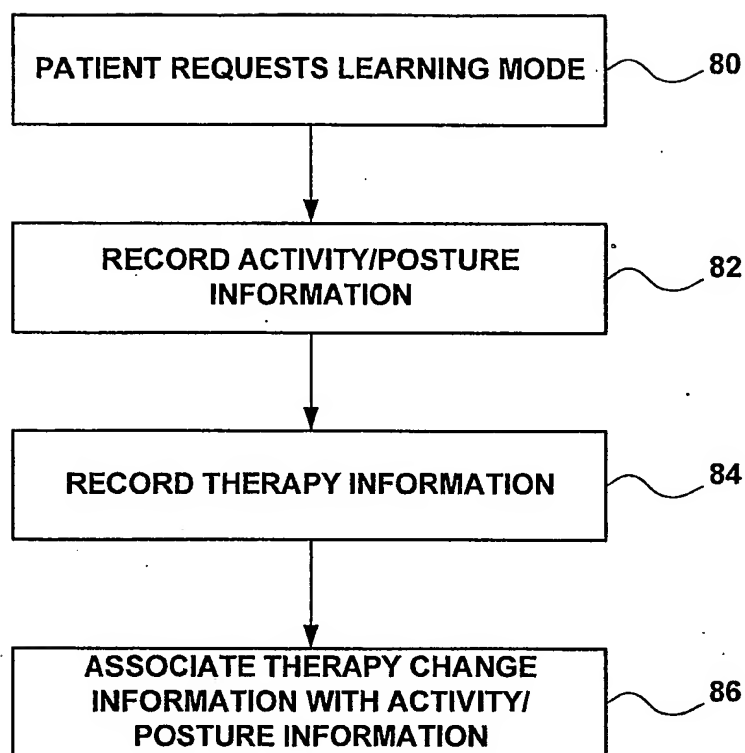 PATIENT REQUESTS LEARNING MODE
80
RECORD ACTIVITY/POSTURE
INFORMATION
82
RECORD THERAPY INFORMATION
84
ASSOCIATE THERAPY CHANGE
INFORMATION WITH ACTIVITY/
POSTURE INFORMATION
86